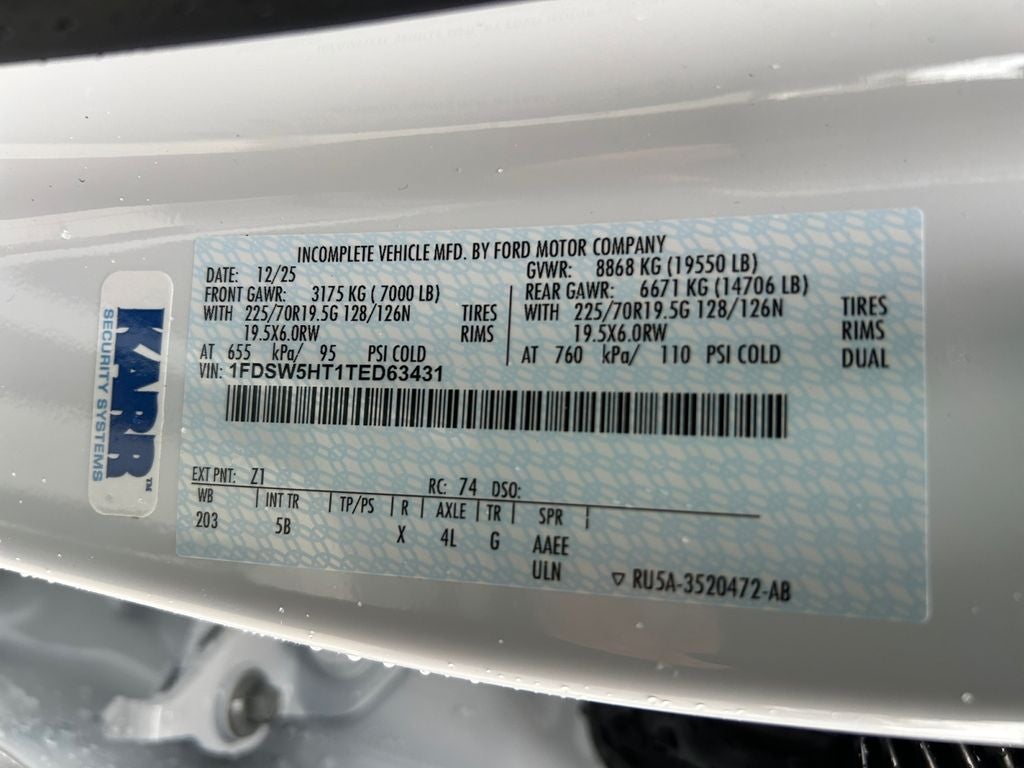 KARR
SECURITY SYSTEMS
TM
INCOMPLETE VEHICLE MFD. BY FORD MOTOR COMPANY
DATE: 12/25 GVWR: 8868 KG (19550 LB)
FRONT GAWR: 3175 KG ( 7000 LB) REAR GAWR: 6671 KG (14706 LB)
WITH 225/70R19.5G 128/126N TIRES WITH 225/70R19.5G 128/126N TIRES
19.5X6.0RW RIMS 19.5X6.0RW RIMS
AT 655 kPa/ 95 PSI COLD AT 760 kPa/ 110 PSI COLD DUAL
VIN: 1FDSW5HT1TED63431
EXT PNT: Z1 RC: 74 DSO:
WB | INT TR | TP/PS | R | AXLE | TR | SPR |
203 5B X 4L G AAEE
ULN ▽ RU5A-3520472-AB